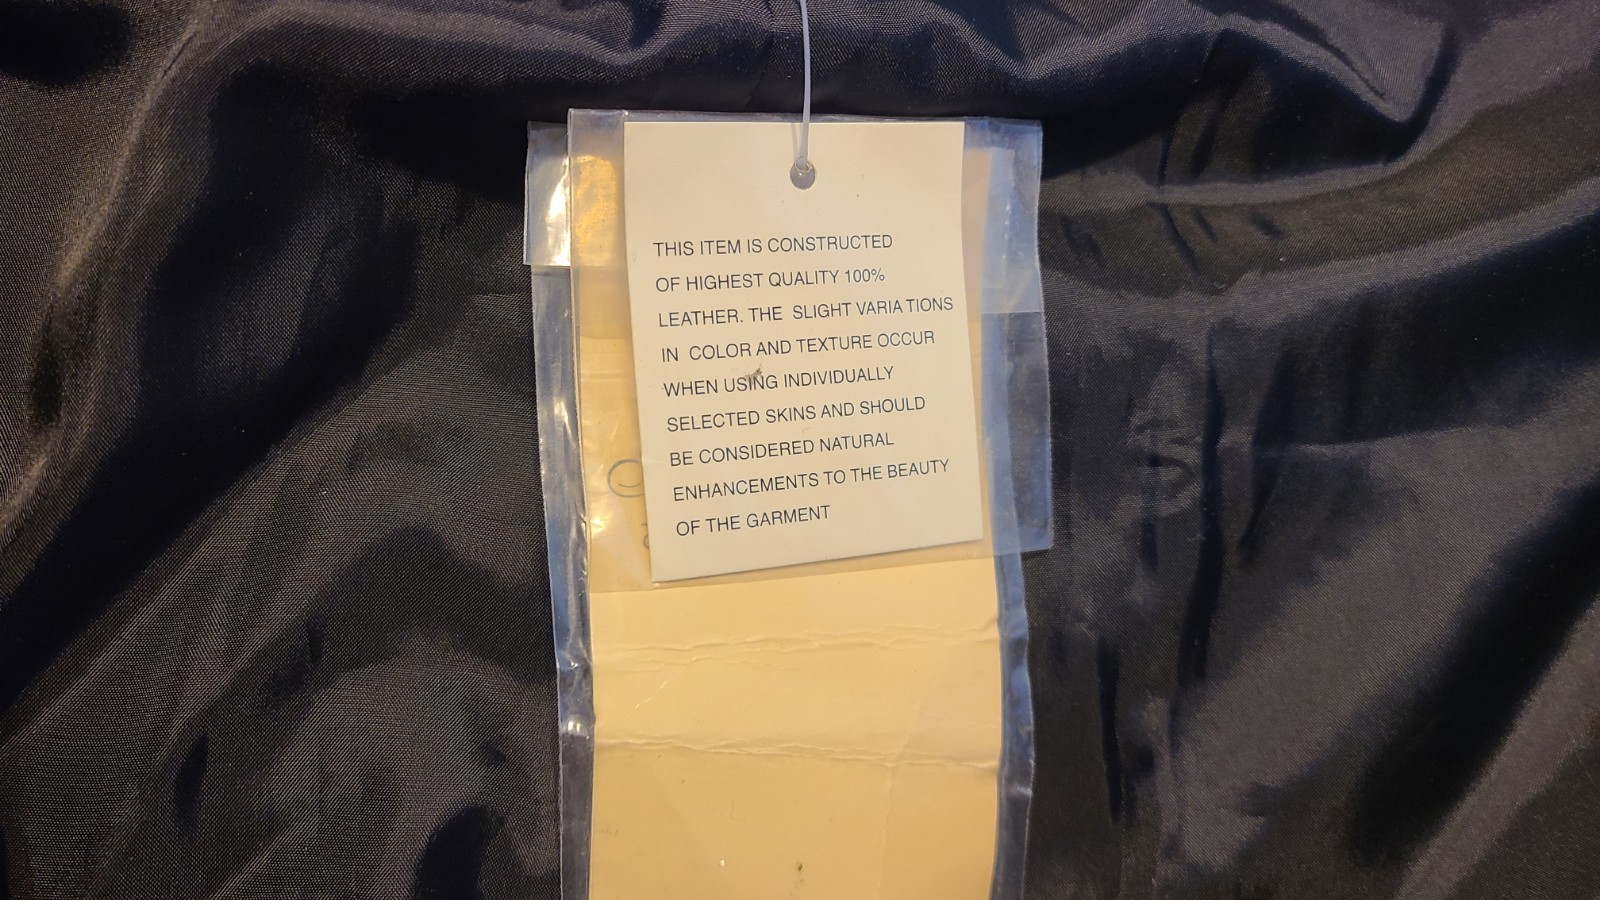 THIS ITEM IS CONSTRUCTED
OF HIGHEST QUALITY 100%
LEATHER. THE SLIGHT VARIA TIONS
IN COLOR AND TEXTURE OCCUR
WHEN USING INDIVIDUALLY
SELECTED SKINS AND SHOULD
BE CONSIDERED NATURAL
ENHANCEMENTS TO THE BEAUTY
OF THE GARMENT